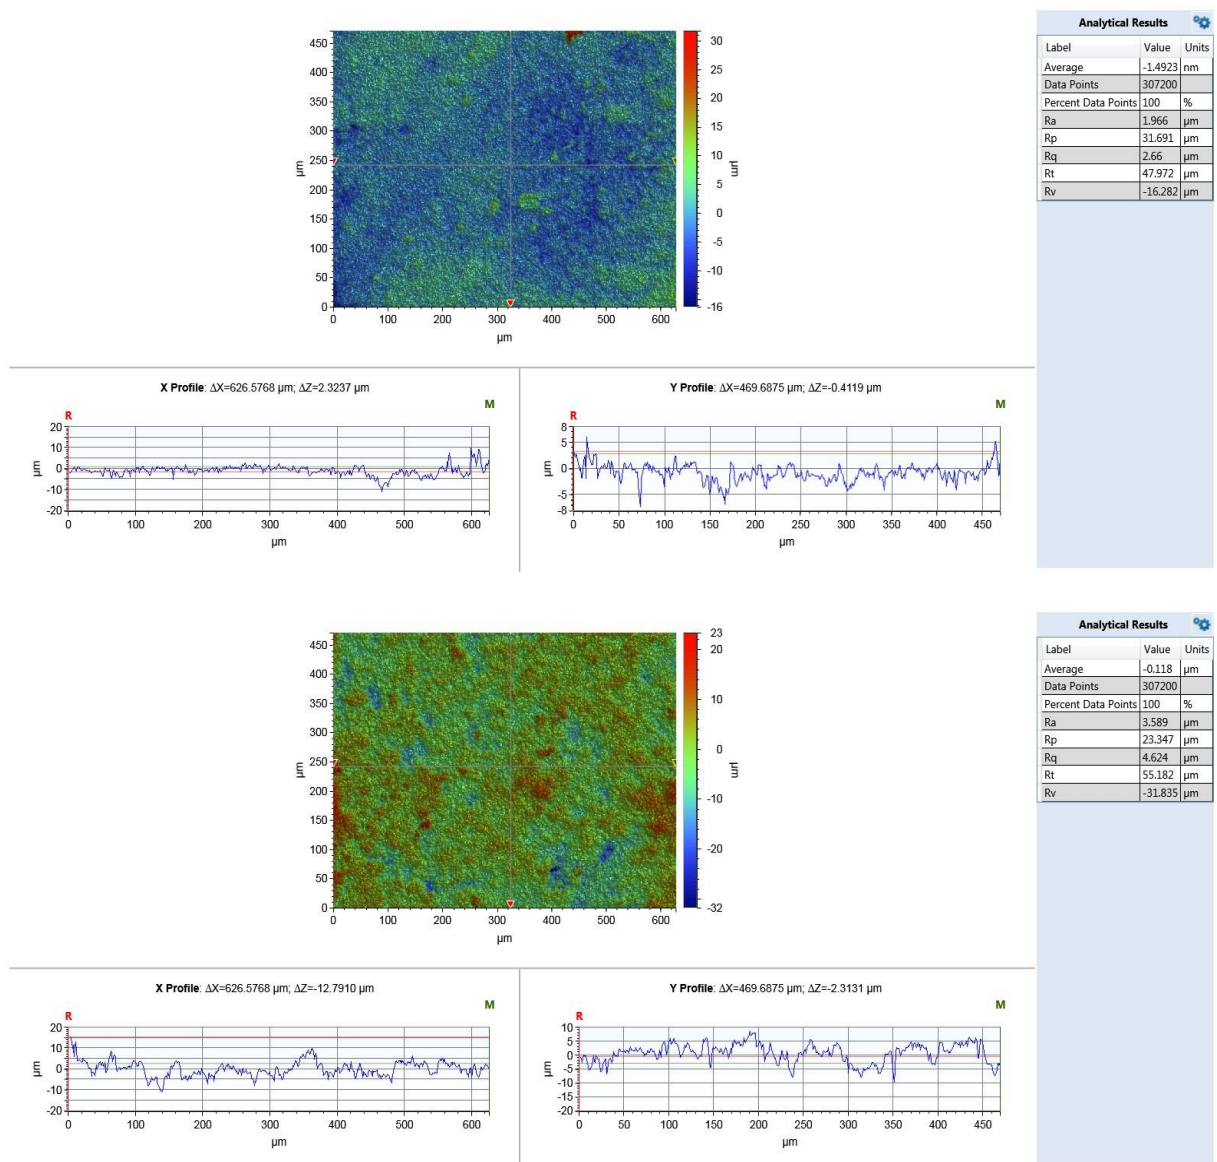 450
400
350
300
250
200
150
100
50
0
µm
0 100 200 300 400 500 600
µm
30
25
20
15
10
5
0
-5
-10
-16
µm
Analytical Results
Label Value Units
Average -1.4923 nm
Data Points 307200
Percent Data Points 100 %
Ra 1.966 µm
Rp 31.691 µm
Rq 2.66 µm
Rt 47.972 µm
Rv -16.282 µm
X Profile: ΔX=626.5768 µm; ΔZ=2.3237 µm
R M
20
10
0
-10
-20
µm
0 100 200 300 400 500 600
µm
Y Profile: ΔX=469.6875 µm; ΔZ=-0.4119 µm
R M
8
5
0
-5
-8
µm
0 50 100 150 200 250 300 350 400 450
µm
450
400
350
300
250
200
150
100
50
0
µm
0 100 200 300 400 500 600
µm
23
20
10
0
-10
-20
-32
µm
Analytical Results
Label Value Units
Average -0.118 µm
Data Points 307200
Percent Data Points 100 %
Ra 3.589 µm
Rp 23.347 µm
Rq 4.624 µm
Rt 55.182 µm
Rv -31.835 µm
X Profile: ΔX=626.5768 µm; ΔZ=-12.7910 µm
R M
20
10
0
-10
-20
µm
0 100 200 300 400 500 600
µm
Y Profile: ΔX=469.6875 µm; ΔZ=-2.3131 µm
R M
10
5
0
-5
-10
-15
-20
µm
0 50 100 150 200 250 300 350 400 450
µm